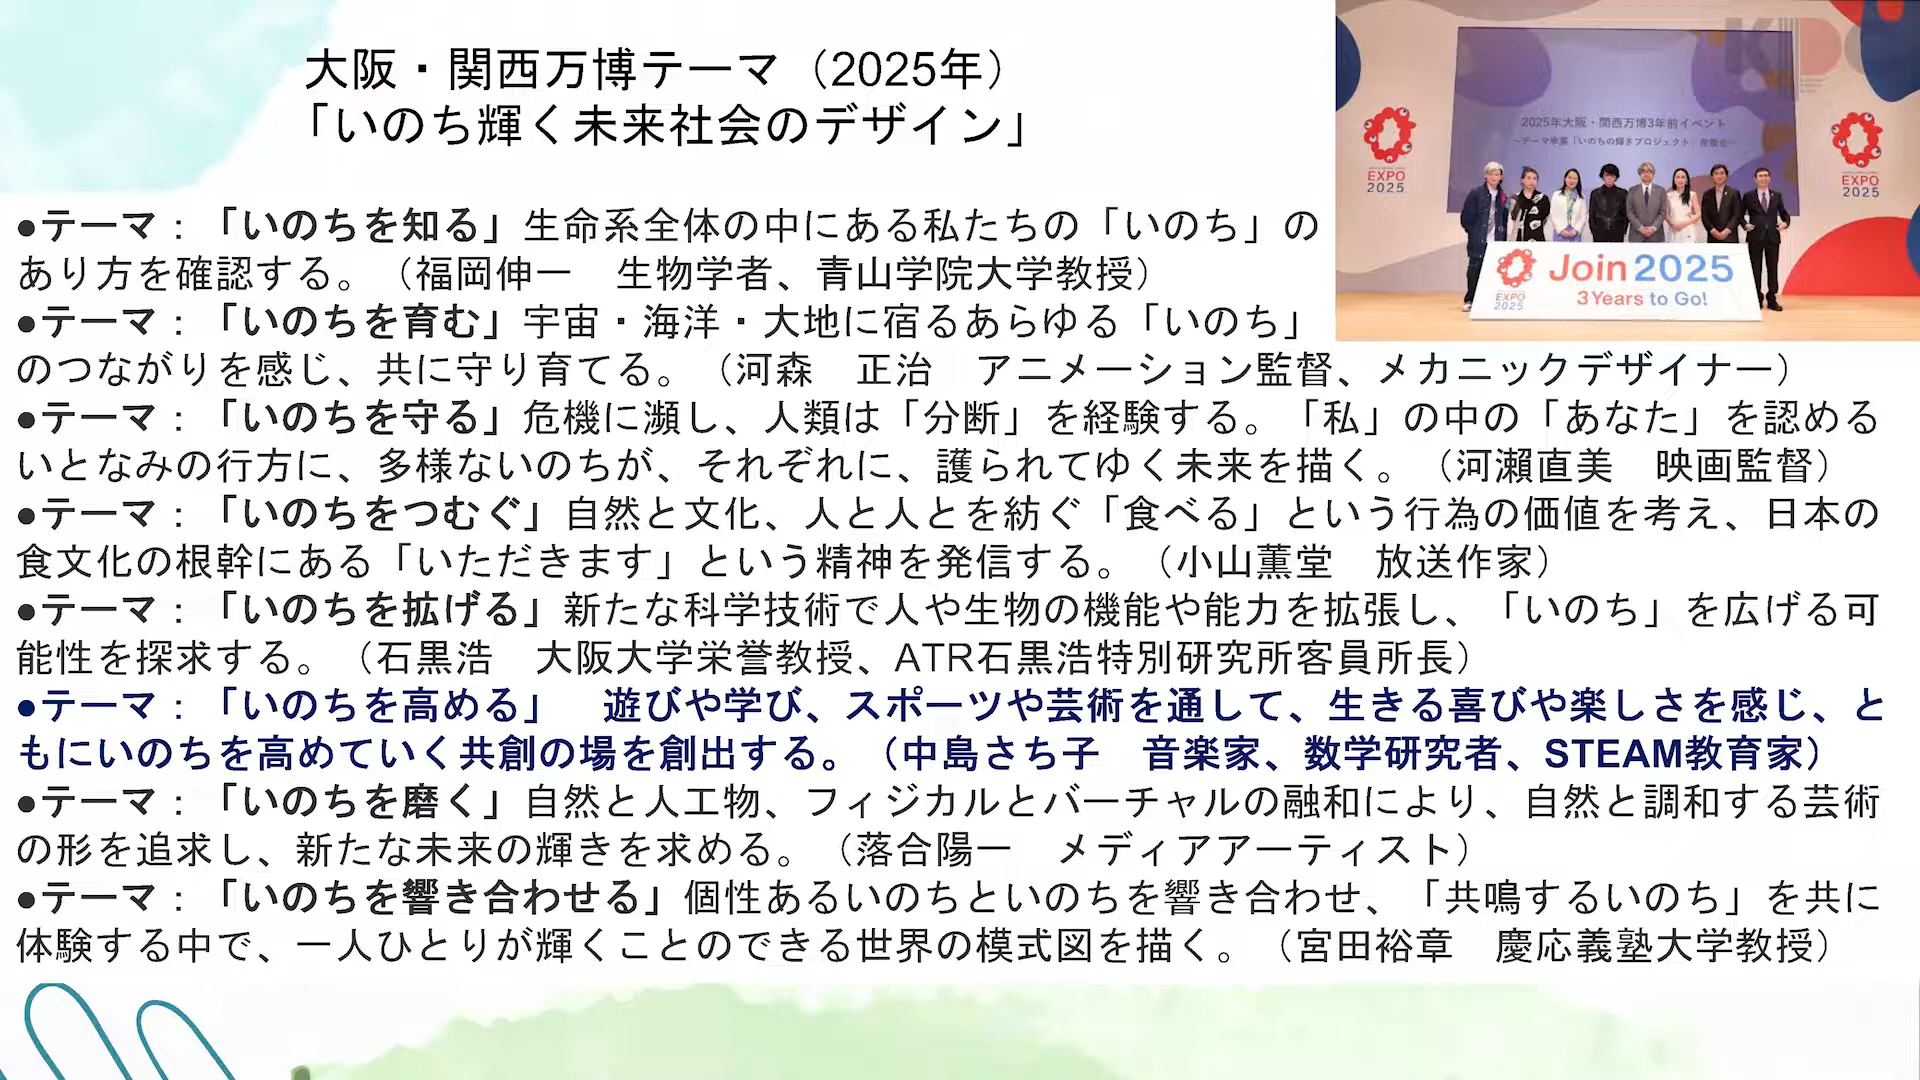 大阪・関西万博テーマ（2025年）
「いのち輝く未来社会のデザイン」
●テーマ：「いのちを知る」生命系全体の中にある私たちの「いのち」の
あり方を確認する。（福岡伸一　生物学者、青山学院大学教授）
●テーマ：「いのちを育む」宇宙・海洋・大地に宿るあらゆる「いのち」
のつながりを感じ、共に守り育てる。（河森　正治　アニメーション監督、メカニックデザイナー）
●テーマ：「いのちを守る」危機に瀕し、人類は「分断」を経験する。「私」の中の「あなた」を認める
いとなみの行方に、多様ないのちが、それぞれに、護られてゆく未来を描く。（河瀨直美　映画監督）
●テーマ：「いのちをつむぐ」自然と文化、人と人とを紡ぐ「食べる」という行為の価値を考え、日本の
食文化の根幹にある「いただきます」という精神を発信する。（小山薫堂　放送作家）
●テーマ：「いのちを拡げる」新たな科学技術で人や生物の機能や能力を拡張し、「いのち」を広げる可
能性を探求する。（石黒浩　大阪大学栄誉教授、ATR石黒浩特別研究所客員所長）
●テーマ：「いのちを高める」　遊びや学び、スポーツや芸術を通して、生きる喜びや楽しさを感じ、と
もにいのちを高めていく共創の場を創出する。（中島さち子　音楽家、数学研究者、STEAM教育家）
●テーマ：「いのちを磨く」自然と人工物、フィジカルとバーチャルの融和により、自然と調和する芸術
の形を追求し、新たな未来の輝きを求める。（落合陽一　メディアアーティスト）
●テーマ：「いのちを響き合わせる」個性あるいのちといのちを響き合わせ、「共鳴するいのち」を共に
体験する中で、一人ひとりが輝くことのできる世界の模式図を描く。（宮田裕章　慶応義塾大学教授）
2025年大阪・関西万博3年前イベント
～テーマ事業「いのちの輝きプロジェクト」発表会～
EXPO
2025
EXPO
2025
Join 2025
3 Years to Go!
EXPO
2025